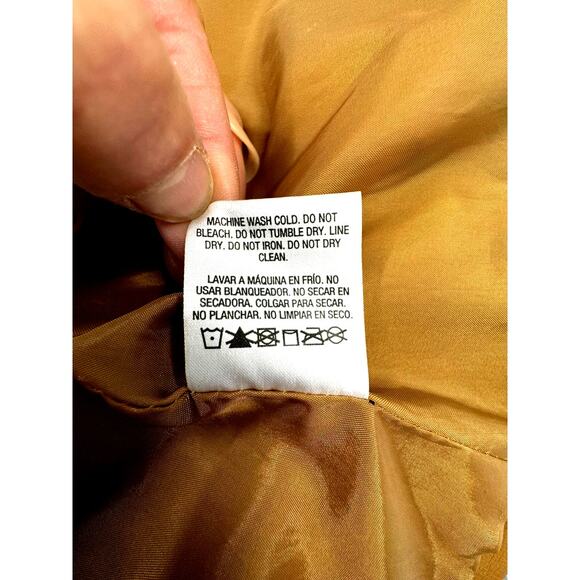 MACHINE WASH COLD. DO NOT
BLEACH. DO NOT TUMBLE DRY. LINE
DRY. DO NOT IRON. DO NOT DRY
CLEAN.
LAVAR A MÁQUINA EN FRÍO. NO
USAR BLANQUEADOR. NO SECAR EN
SECADORA. COLGAR PARA SECAR.
NO PLANCHAR. NO LIMPIAR EN SECO.